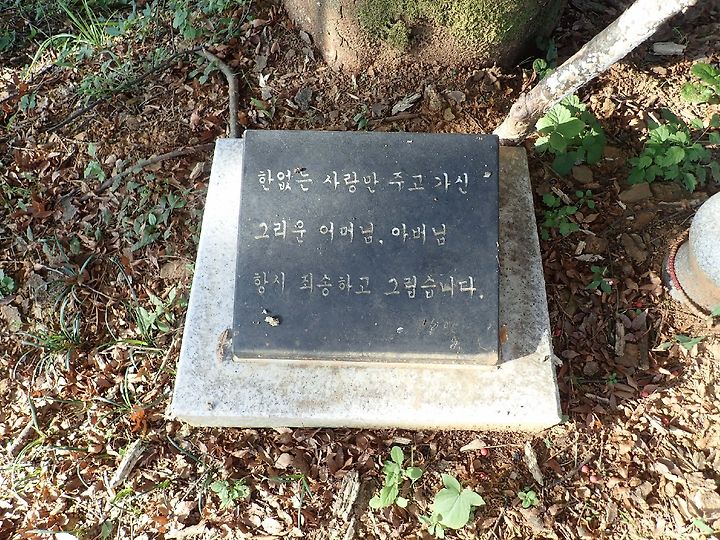 한없는 사랑만 주고 가신
그리운 어머님, 아버님
항시 죄송하고 그립습니다.